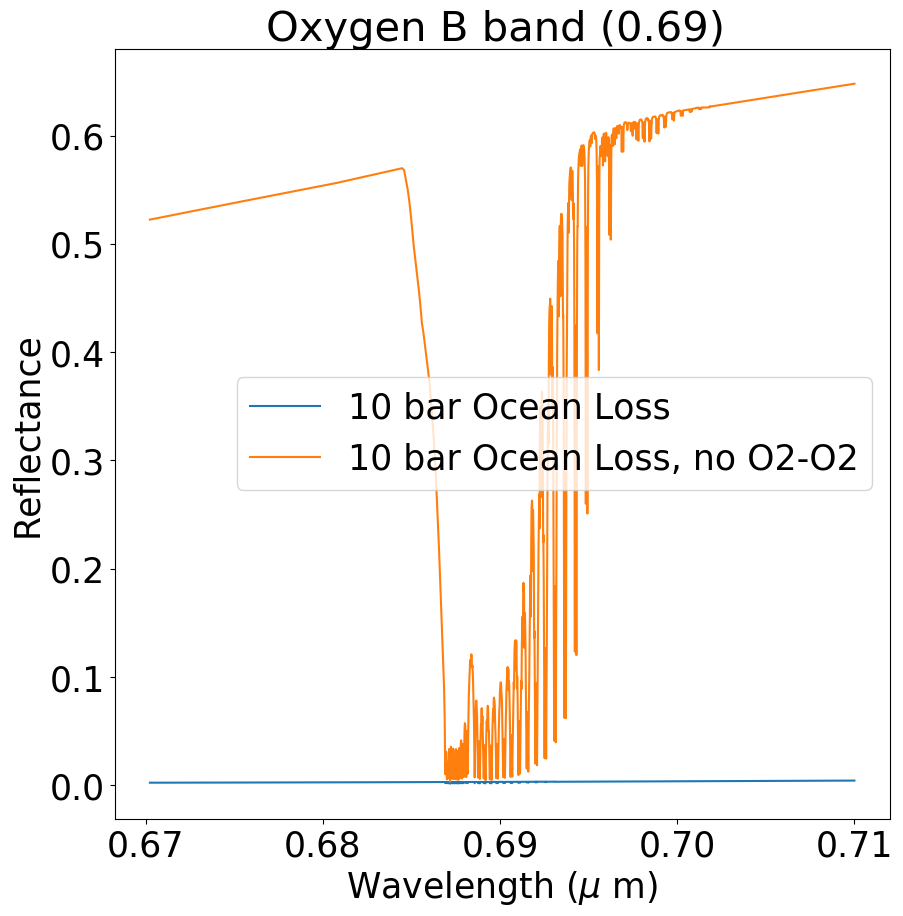 Oxygen B band (0.69)
0.6
0.5
0.4
0.3
0.2
0.1
0.0
Reflectance
10 bar Ocean Loss
10 bar Ocean Loss, no O2-O2
0.67 0.68 0.69 0.70 0.71
Wavelength (μ m)